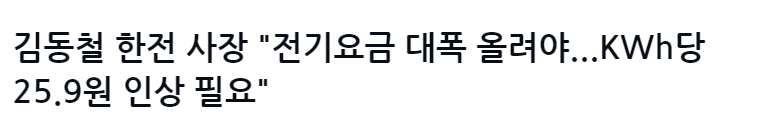 김동철 한전 사장 "전기요금 대폭 올려야...KWh당
25.9원 인상 필요"